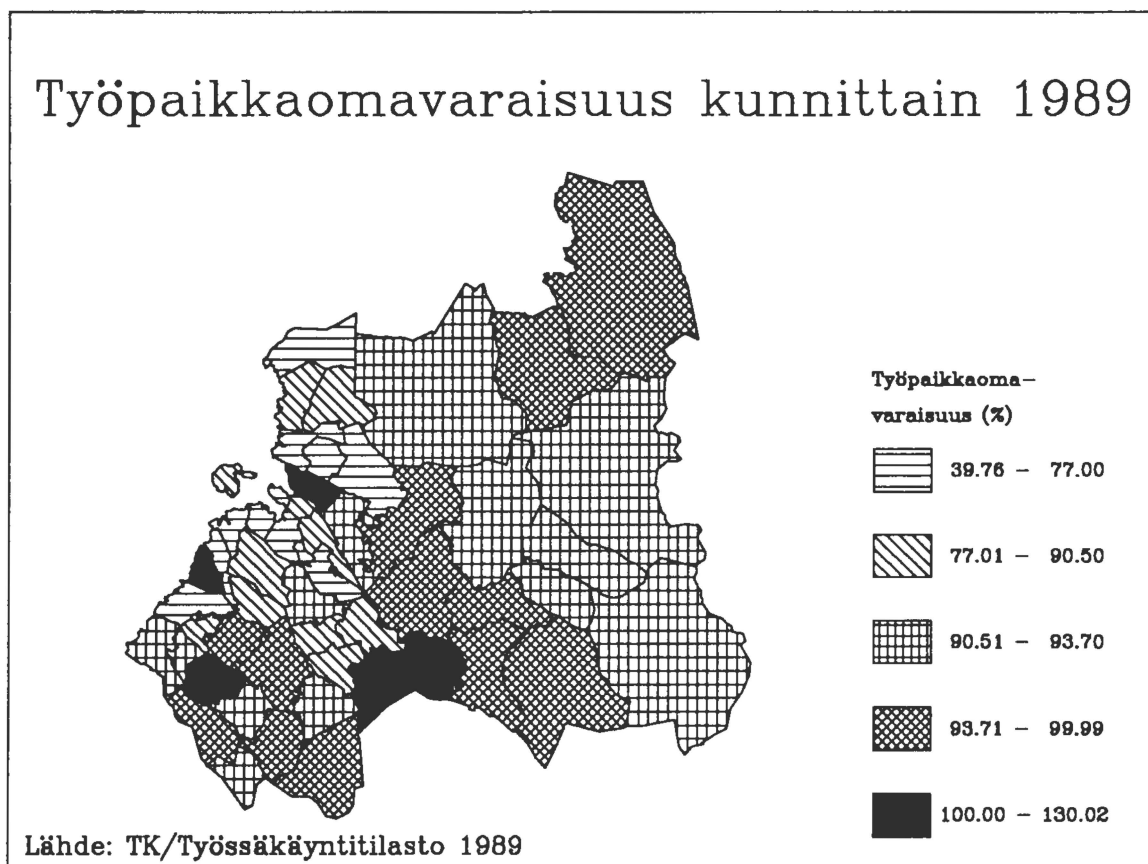 Työpaikkaomavaraisuus kunnittain 1989
Työpaikkaoma-
varaisuus (%)
39.76 - 77.00
77.01 - 90.50
90.51 - 93.70
93.71 - 99.99
100.00 - 130.02
Lähde: TK/Työssäkäyntitilasto 1989